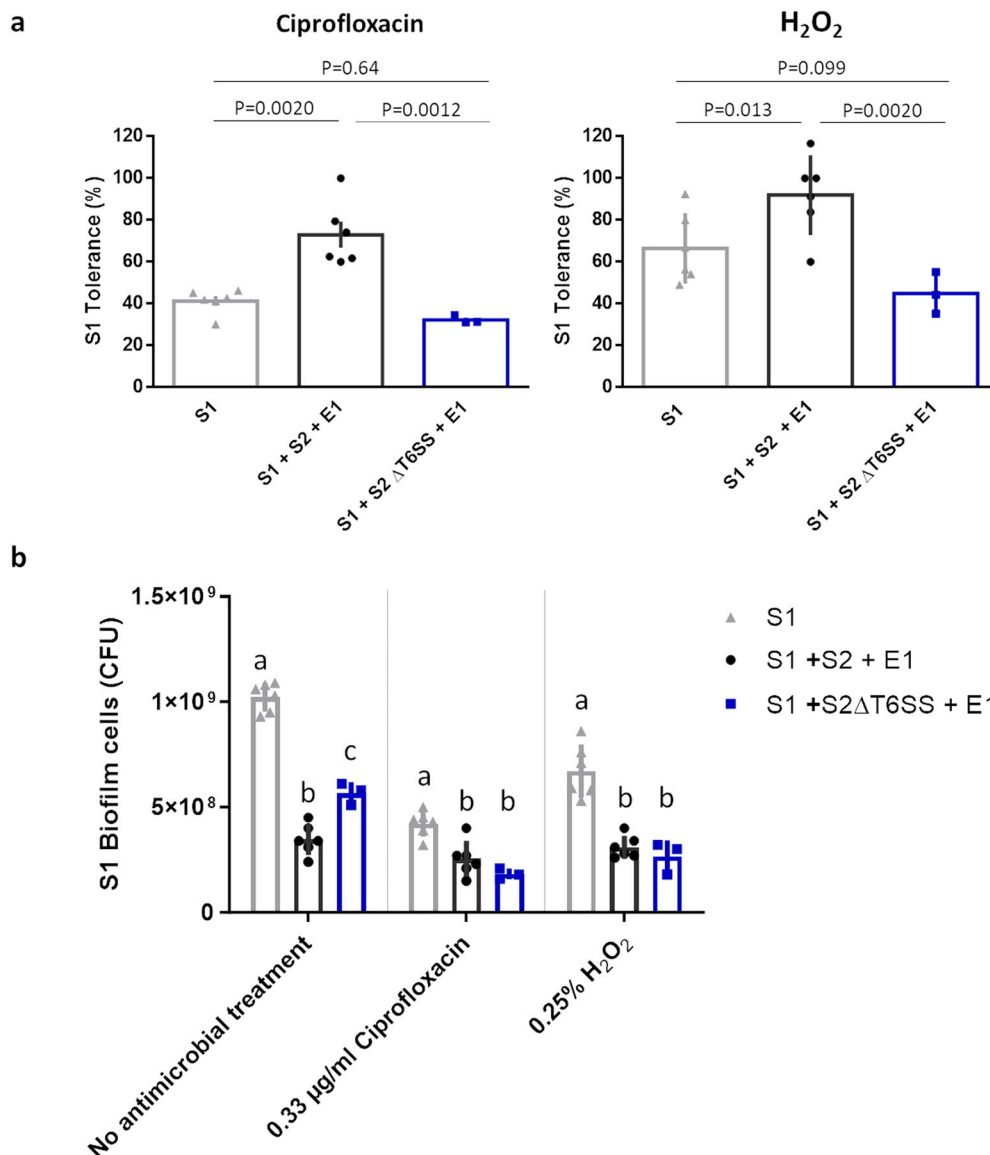 a
Ciprofloxacin
P=0.64
P=0.0020
P=0.0012
S1 Tolerance (%)
120
100
80
60
40
20
0
S1
S1 + S2 + E1
S1 + S2 ΔT6SS + E1
H₂O₂
P=0.099
P=0.013
P=0.0020
S1 Tolerance (%)
120
100
80
60
40
20
0
S1
S1 + S2 + E1
S1 + S2 ΔT6SS + E1
b
S1 Biofilm cells (CFU)
1.5×10⁹
1×10⁹
5×10⁸
0
a
b
c
a
b
b
a
b
b
No antimicrobial treatment
0.33 µg/ml Ciprofloxacin
0.25% H₂O₂
S1
S1 +S2 + E1
S1 +S2ΔT6SS + E1